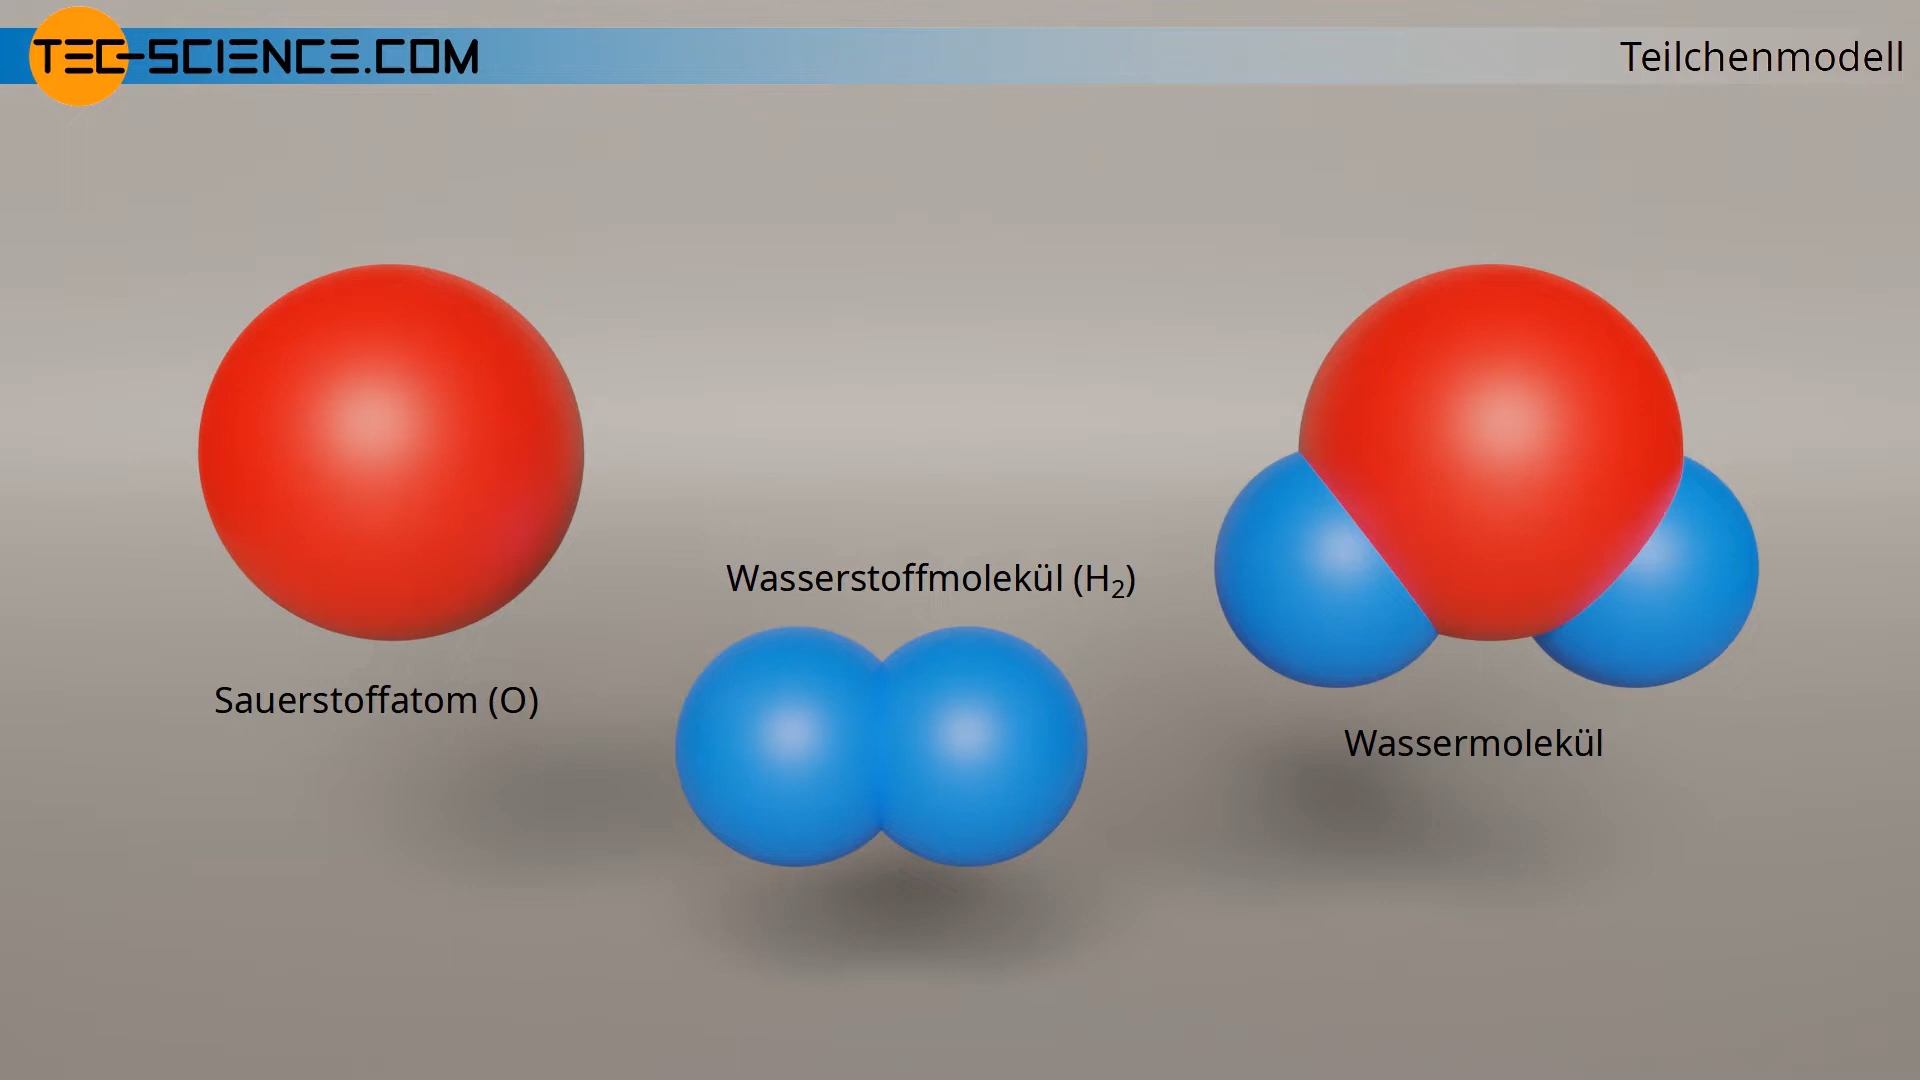 TEC-SCIENCE.COM
Teilchenmodell
Wasserstoffmolekül (H₂)
Sauerstoffatom (O)
Wassermolekül